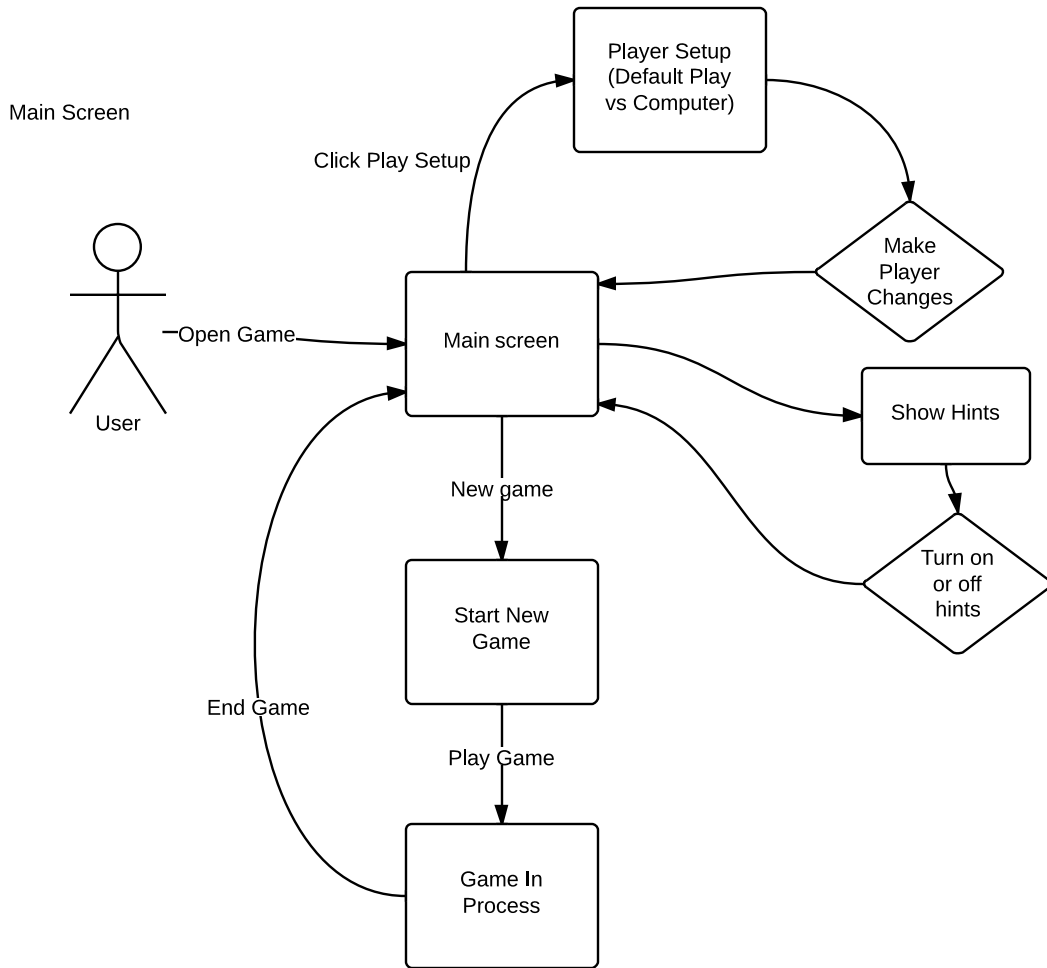 Player Setup
(Default Play
vs Computer)
Main Screen
Click Play Setup
Make
Player
Changes
Open Game
Main screen
User
Show Hints
New game
Turn on
or off
hints
Start New
Game
End Game
Play Game
Game In
Process